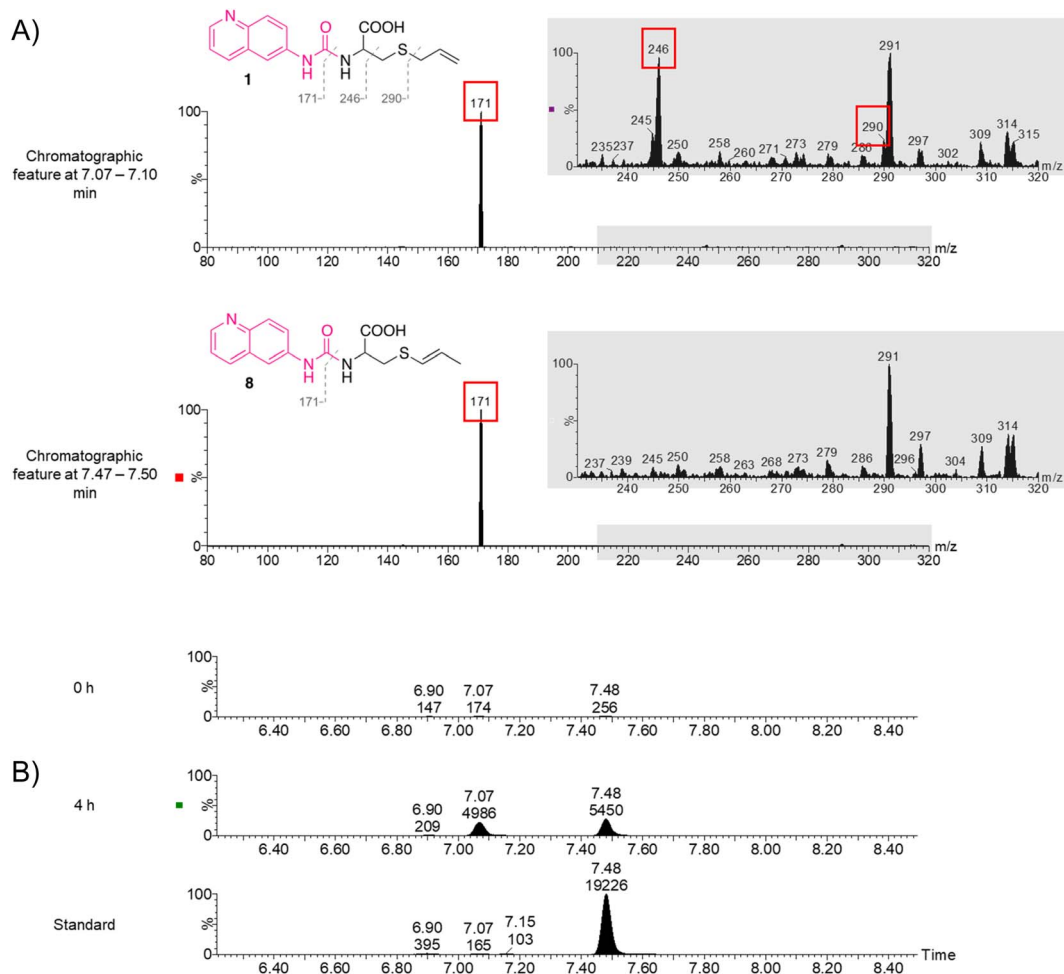 A)
N
O
COOH
S
N
H
N
H
1
171
246
290
100
%
0
246
290
291
245
235
237
250
258
260
271
273
279
286
297
302
309
314
315
240 250 260 270 280 290 300 310 320
m/z
Chromatographic
feature at 7.07 – 7.10
min
100
%
0
171
80 100 120 140 160 180 200 220 240 260 280 300 320
m/z
N
O
COOH
S
N
H
N
H
8
171
100
%
0
291
237
239
245
250
258
263
268
273
279
286
296
297
304
309
314
240 250 260 270 280 290 300 310 320
m/z
Chromatographic
feature at 7.47 – 7.50
min
100
%
0
171
80 100 120 140 160 180 200 220 240 260 280 300 320
m/z
0 h
100
%
0
6.90
147
7.07
174
7.48
256
6.40 6.60 6.80 7.00 7.20 7.40 7.60 7.80 8.00 8.20 8.40
B)
4 h
100
%
0
6.90
209
7.07
4986
7.48
5450
6.40 6.60 6.80 7.00 7.20 7.40 7.60 7.80 8.00 8.20 8.40
Standard
100
%
0
6.90
395
7.07
165
7.15
103
7.48
19226
Time
6.40 6.60 6.80 7.00 7.20 7.40 7.60 7.80 8.00 8.20 8.40